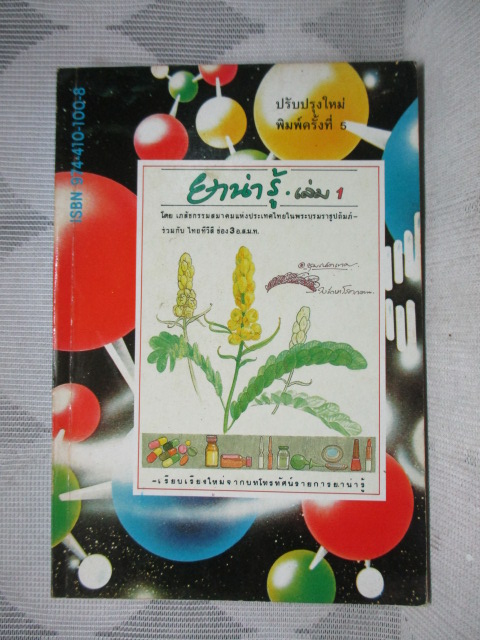 ISBN 974-410-100-8
ปรับปรุงใหม่
พิมพ์ครั้งที่ 5
ยาน่ารู้.เล่ม 1
โดย เภสัชกรรมสมาคมแห่งประเทศไทยในพระบรมราชูปถัมภ์-
ร่วมกับ ไทยทีวีสี ช่อง 3 อ.ส.ม.ท.
-เรียบเรียงใหม่จากบทโทรทัศน์รายการยาน่ารู้